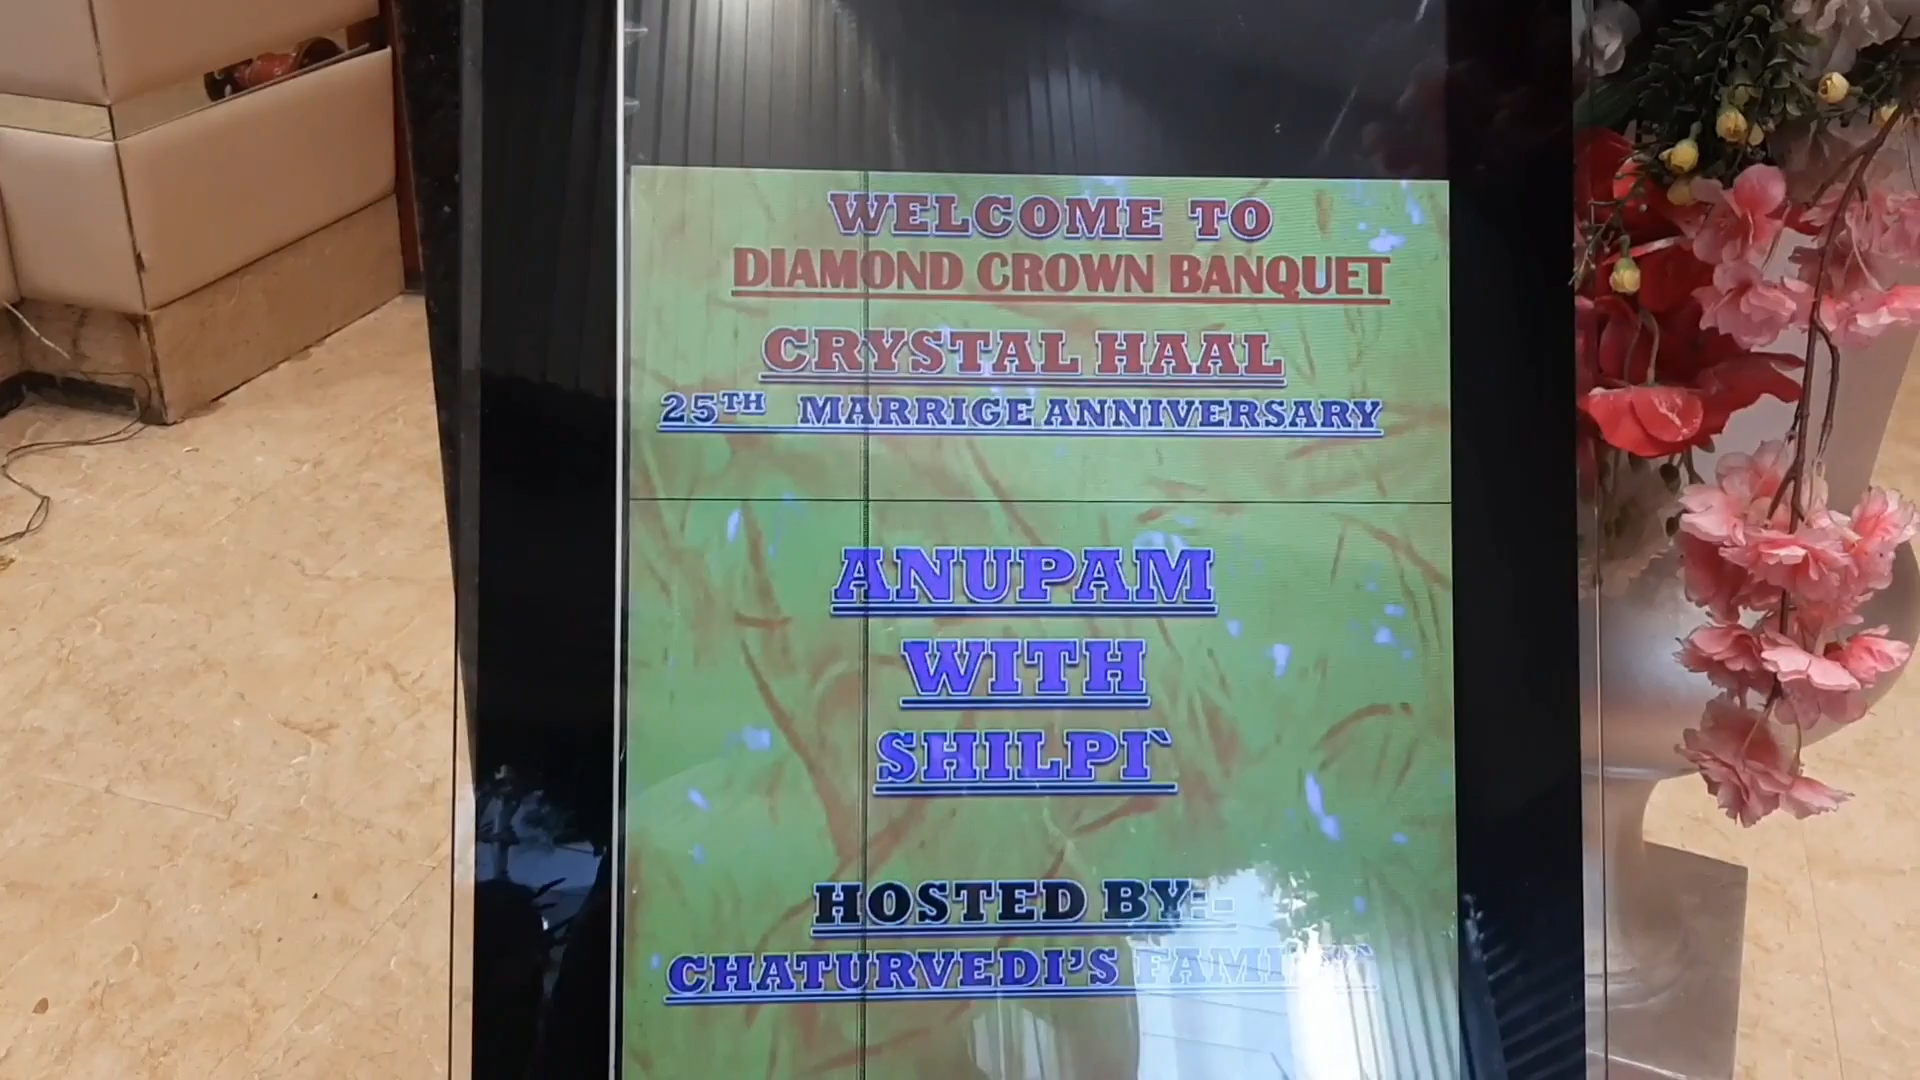 WELCOME TO
DIAMOND CROWN BANQUET
CRYSTAL HAAL
25TH MARRIGE ANNIVERSARY
ANUPAM
WITH
SHILPI`
HOSTED BY:-
CHATURVEDI'S